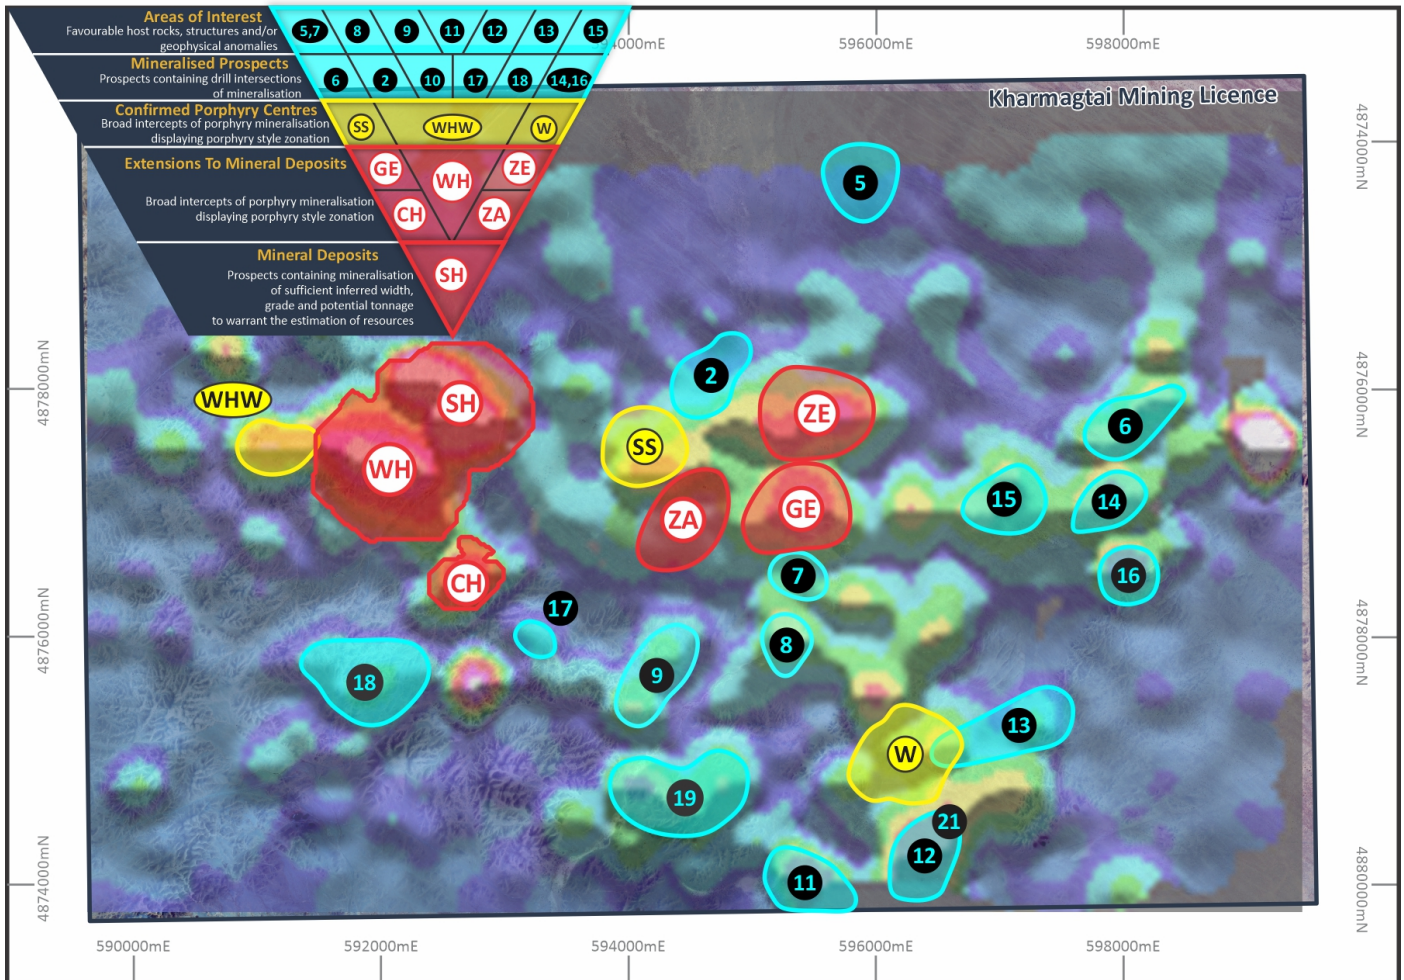 Areas of Interest
Favourable host rocks, structures and/or
geophysical anomalies
5,7 8 9 11 12 13 15
Mineralised Prospects
Prospects containing drill intersections
of mineralisation
6 2 10 17 18 14,16
Confirmed Porphyry Centres
Broad intercepts of porphyry mineralisation
displaying porphyry style zonation
SS WHW W
Extensions To Mineral Deposits
Broad intercepts of porphyry mineralisation
displaying porphyry style zonation
GE WH ZE
CH ZA
Mineral Deposits
Prospects containing mineralisation
of sufficient inferred width,
grade and potential tonnage
to warrant the estimation of resources
SH
594000mE 596000mE 598000mE
Kharmagtai Mining Licence
4874000mN
4876000mN
4878000mN
4880000mN
4878000mN
4876000mN
4874000mN
5
2
WHW
SH
ZE
6
SS
WH
15
14
GE
ZA
7
16
CH
17
8
9
18
13
W
19
21
12
11
590000mE 592000mE 594000mE 596000mE 598000mE